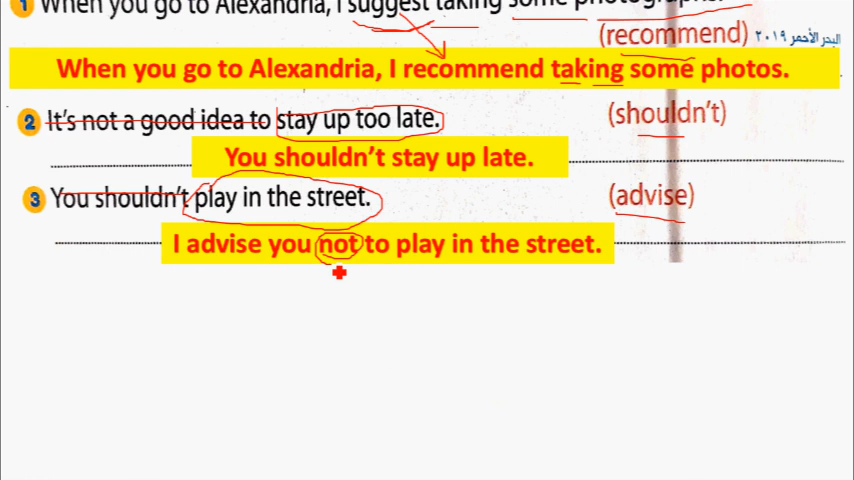 1 When you go to Alexandria, I suggest taking some photographs.
(recommend) البحر الأحمر ٢٠١٩
When you go to Alexandria, I recommend taking some photos.
2 It's not a good idea to stay up too late. (shouldn't)
You shouldn't stay up late.
3 You shouldn't play in the street. (advise)
I advise you not to play in the street.